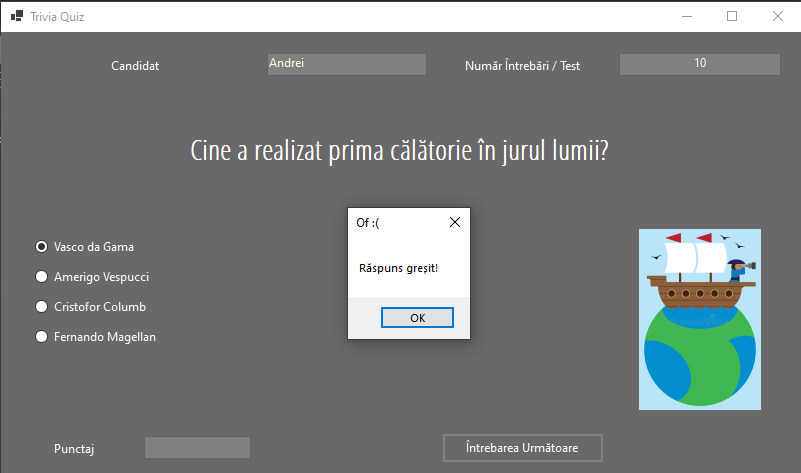 Trivia Quiz
Candidat
Andrei
Număr Întrebări / Test
10
Cine a realizat prima călătorie în jurul lumii?
Of :(
Răspuns greșit!
OK
Vasco da Gama
Amerigo Vespucci
Cristofor Columb
Fernando Magellan
Punctaj
Întrebarea Următoare